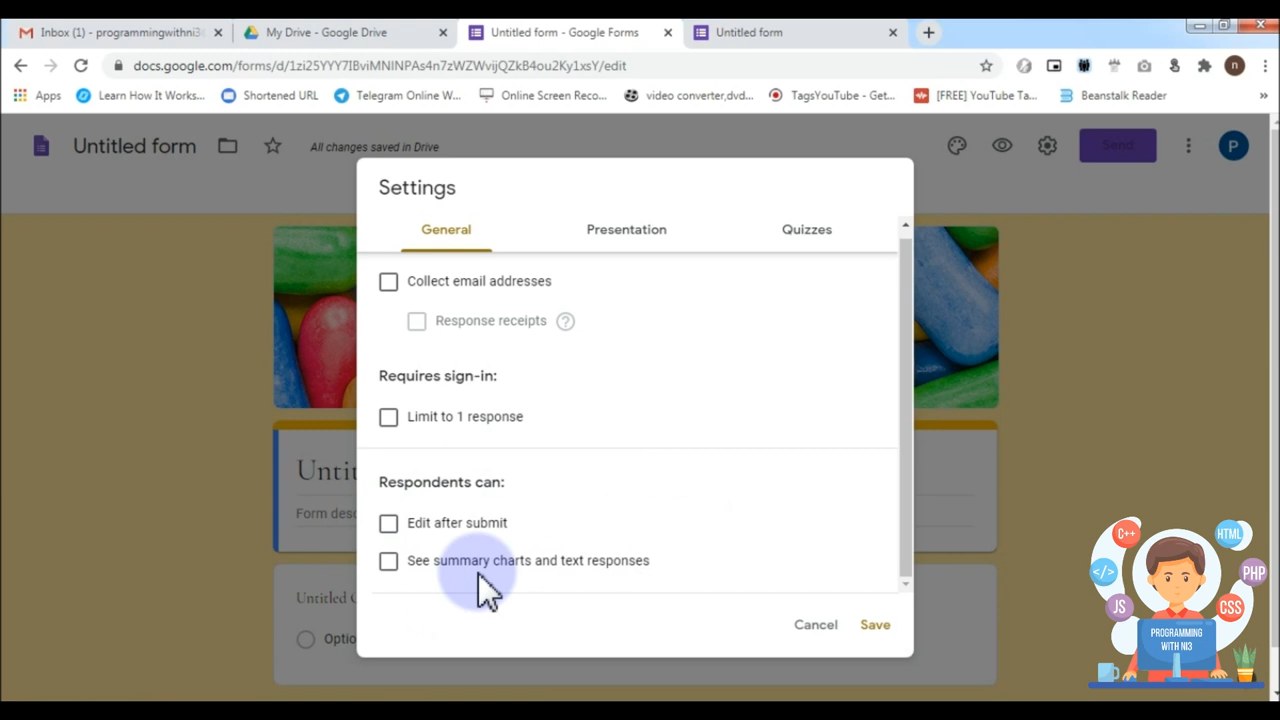 Inbox (1) - programmingwithni3
My Drive - Google Drive
Untitled form - Google Forms
Untitled form
docs.google.com/forms/d/1zi25YYY7IBviMNINPAs4n7zWZWvijQZkB4ou2Ky1xsY/edit
n
Apps
Learn How It Works...
Shortened URL
Telegram Online W...
Online Screen Reco...
video converter,dvd...
TagsYouTube - Get...
[FREE] YouTube Ta...
Beanstalk Reader
»
Untitled form
All changes saved in Drive
Send
P
Settings
General
Presentation
Quizzes
Collect email addresses
Response receipts
?
Requires sign-in:
Limit to 1 response
Respondents can:
Edit after submit
See summary charts and text responses
Cancel
Save
Untit
Form desc
Untitled
Optio
C++
HTML
</>
PHP
JS
CSS
PROGRAMMING
WITH NI3